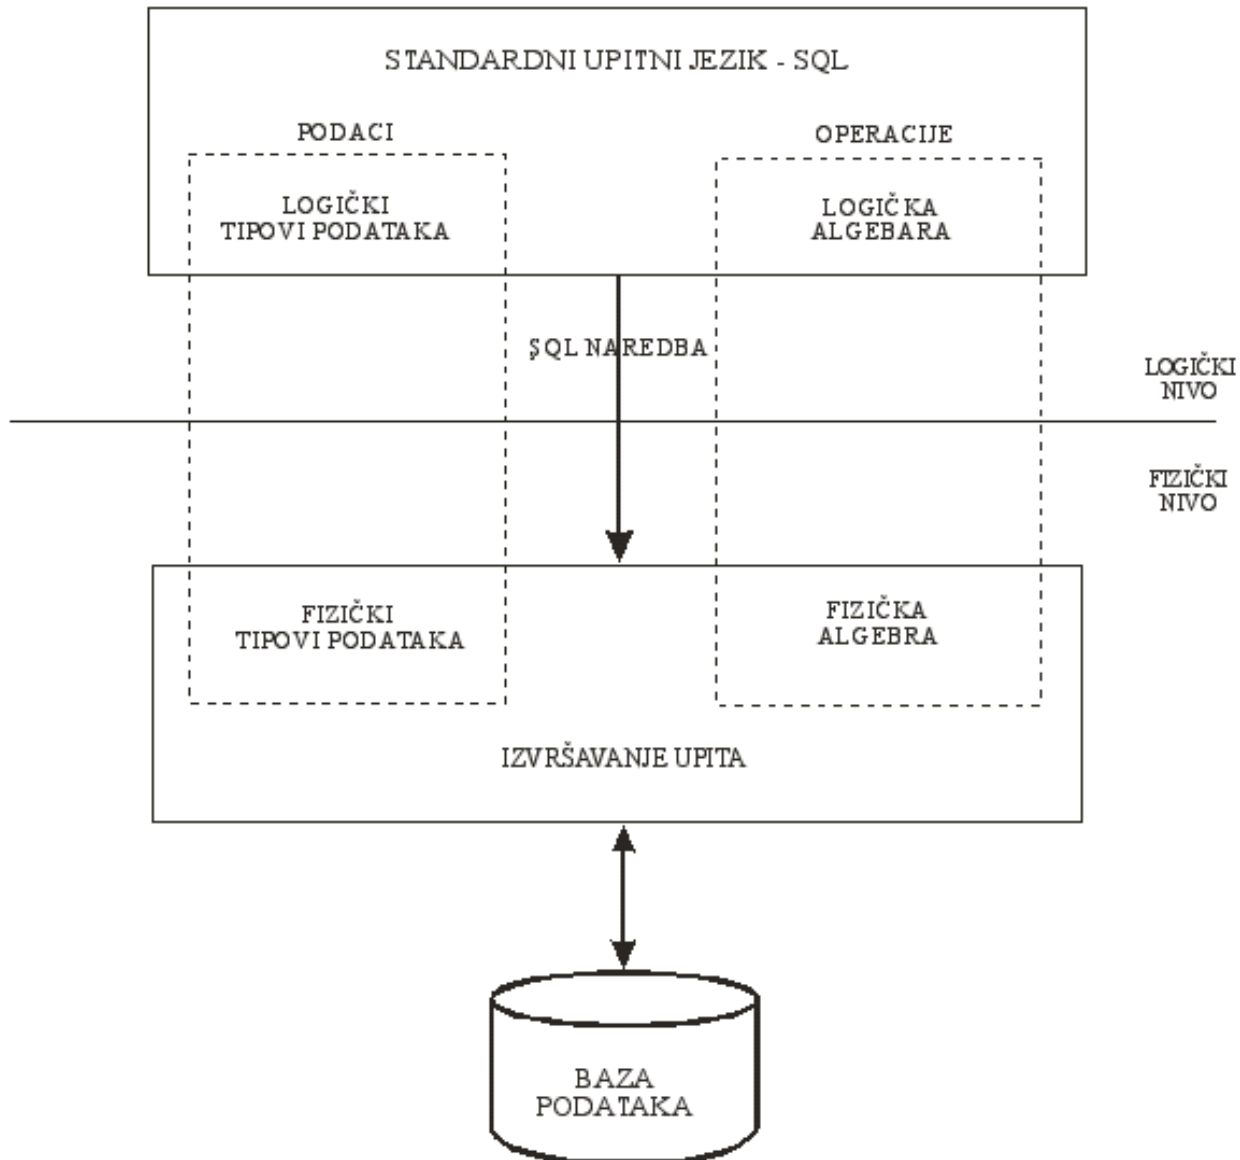 STANDARDNI UPITNI JEZIK - SQL
PODACI
OPERACIJE
LOGIČKI
TIPOVI PODATAKA
LOGIČKA
ALGEBARA
SQL NAREDBA
LOGIČKI
NIVO
FIZIČKI
NIVO
FIZIČKI
TIPOVI PODATAKA
FIZIČKA
ALGEBRA
IZVRŠAVANJE UPITA
BAZA
PODATAKA